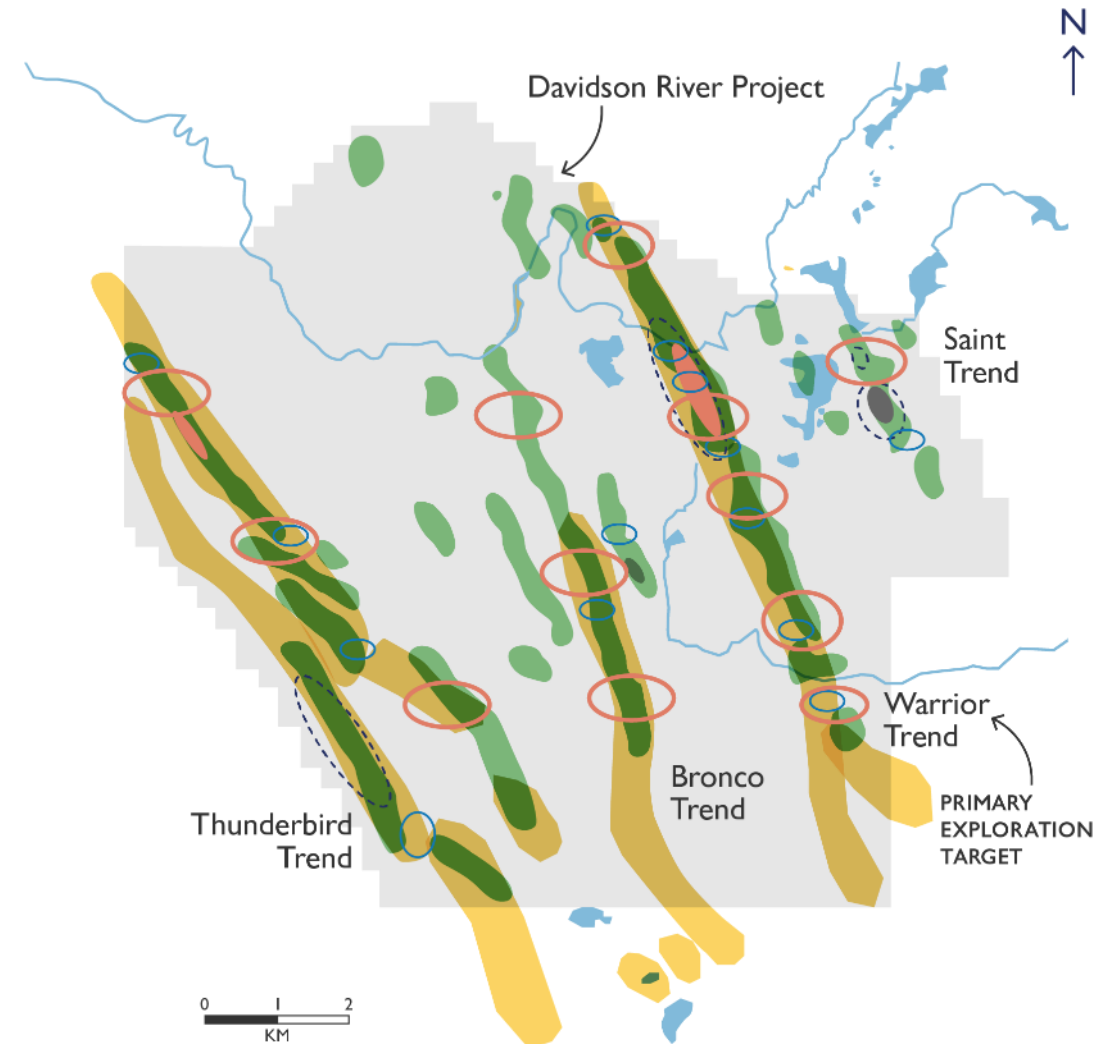 N
Davidson River Project
Saint
Trend
Warrior
Trend
Bronco
Trend
PRIMARY
EXPLORATION
TARGET
Thunderbird
Trend
0 1 2
KM